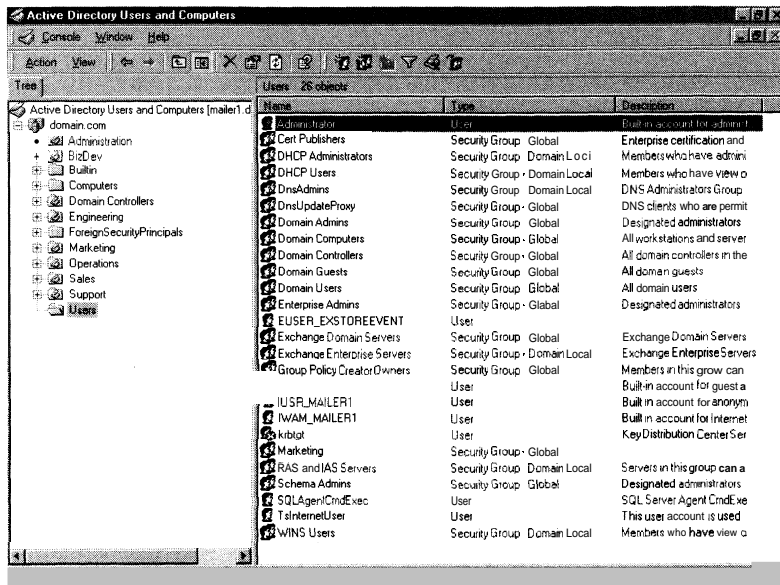 Active Directory Users and Computers
Console Window Help
Action View
Tree
Users 26 objects
Active Directory Users and Computers [mailer1.d
domain.com
Administration
BizDev
Builtin
Computers
Domain Controllers
Engineering
ForeignSecurityPrincipals
Marketing
Operations
Sales
Support
Users
Name Type Description
Administrator User Built-in account for administ
Cert Publishers Security Group Global Enterprise certification and
DHCP Administrators Security Group Domain Loci Members who have admini
DHCP Users Security Group - Domain Local Members who have view o
DnsAdmins Security Group Domain Local DNS Administrators Group
DnsUpdateProxy Security Group - Global DNS clients who are permit
Domain Admins Security Group - Global Designated administrators
Domain Computers Security Group - Global All workstations and server
Domain Controllers Security Group - Global All domain controllers in the
Domain Guests Security Group - Global All domain guests
Domain Users Security Group - Global All domain users
Enterprise Admins Security Group - Global Designated administrators
EUSER_EXSTOREEVENT User
Exchange Domain Servers Security Group Global Exchange Domain Servers
Exchange Enterprise Servers Security Group - Domain Local Exchange Enterprise Servers
Group Policy Creator Owners Security Group Global Members in this grow can
User Built-in account for guest a
IUSR_MAILER1 User Built in account for anonym
IWAM_MAILER1 User Built in account for Internet
krbtgt User Key Distribution Center Ser
Marketing Security Group - Global
RAS and IAS Servers Security Group Domain Local Servers in this group can a
Schema Admins Security Group Global Designated administrators
SQLAgentCmdExec User SQL Server Agent CmdExe
TsInternetUser User This user account is used
WINS Users Security Group Domain Local Members who have view o